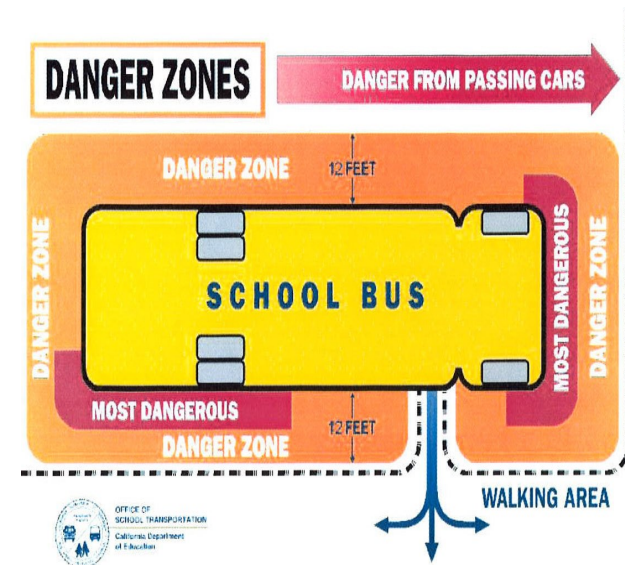 DANGER ZONES
DANGER FROM PASSING CARS
DANGER ZONE
12 FEET
DANGER ZONE
SCHOOL BUS
MOST DANGEROUS
DANGER ZONE
MOST DANGEROUS
DANGER ZONE
12 FEET
WALKING AREA
OFFICE OF
SCHOOL TRANSPORTATION
California Department
of Education